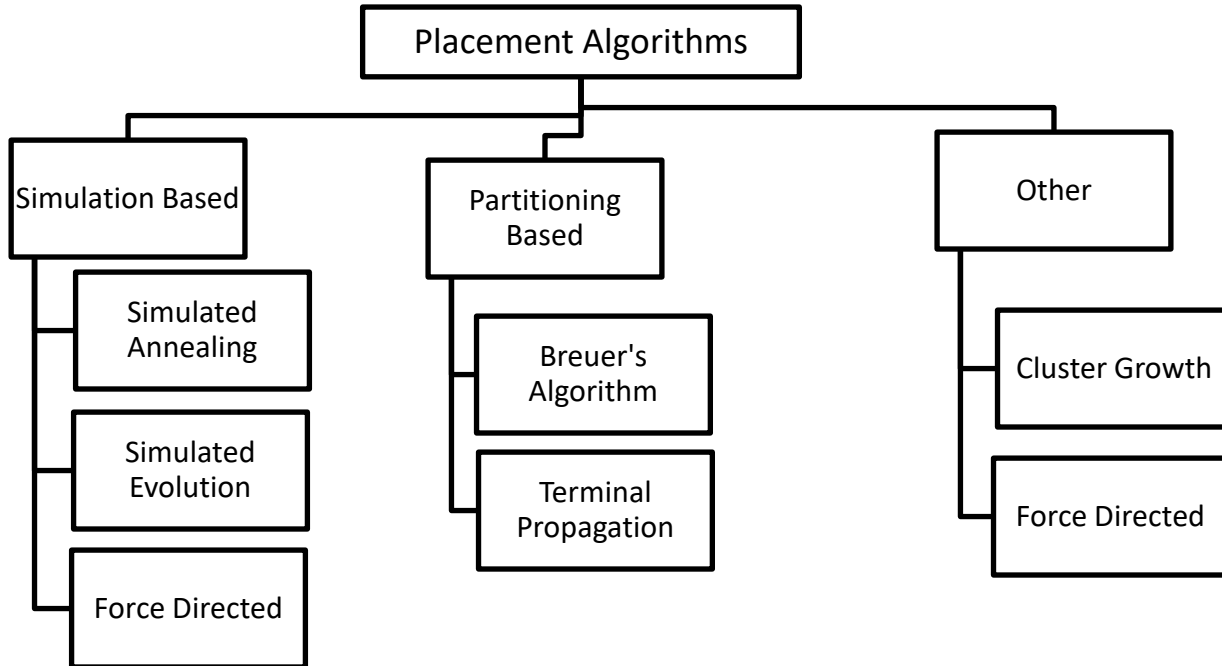 Placement Algorithms
Simulation Based
Simulated
Annealing
Simulated
Evolution
Force Directed
Partitioning
Based
Breuer's
Algorithm
Terminal
Propagation
Other
Cluster Growth
Force Directed